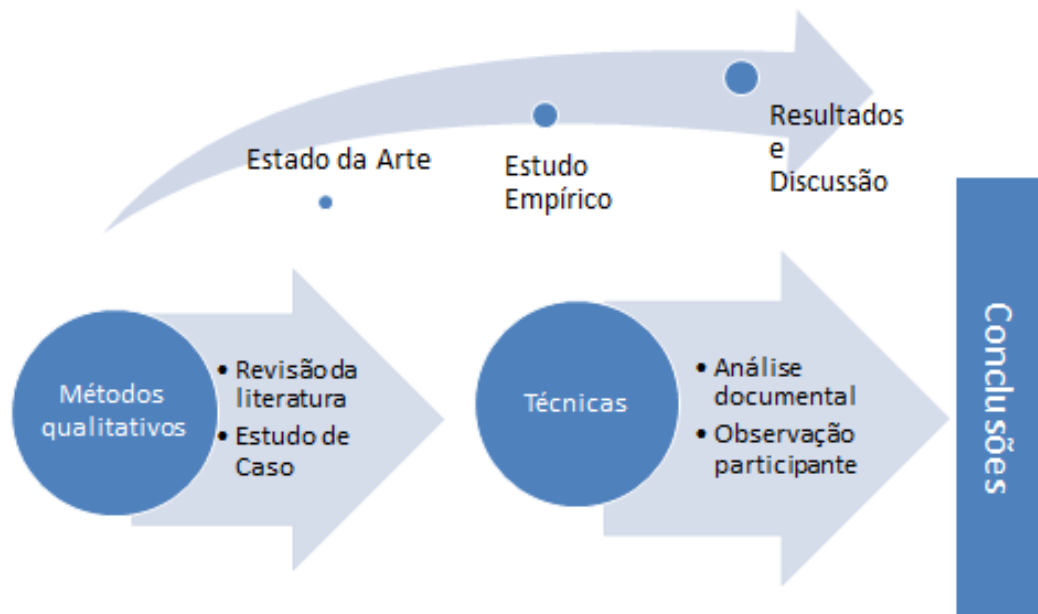 Estado da Arte
Estudo
Empírico
Resultados
e
Discussão
Métodos
qualitativos
• Revisão da
literatura
• Estudo de
Caso
Técnicas
• Análise
documental
• Observação
participante
Conclusões